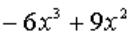 −6x³ + 9x²